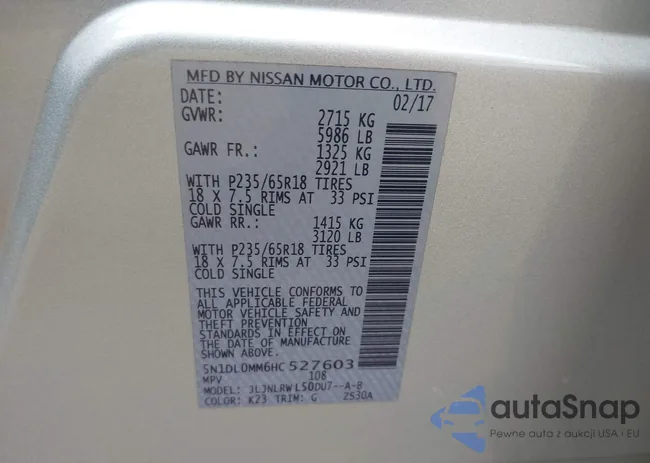 MFD BY NISSAN MOTOR CO., LTD.
DATE: 02/17
GVWR: 2715 KG
5986 LB
GAWR FR.: 1325 KG
2921 LB
WITH P235/65R18 TIRES
18 X 7.5 RIMS AT 33 PSI
COLD SINGLE
GAWR RR.: 1415 KG
3120 LB
WITH P235/65R18 TIRES
18 X 7.5 RIMS AT 33 PSI
COLD SINGLE
THIS VEHICLE CONFORMS TO
ALL APPLICABLE FEDERAL
MOTOR VEHICLE SAFETY AND
THEFT PREVENTION
STANDARDS IN EFFECT ON
THE DATE OF MANUFACTURE
SHOWN ABOVE.
5N1DL0MM6HC527603
MPV 108
MODEL: JLJNLRWL50DU7--A-B
COLOR: K23 TRIM: G Z530A
autaSnap
Pewne auta z aukcji USA i EU